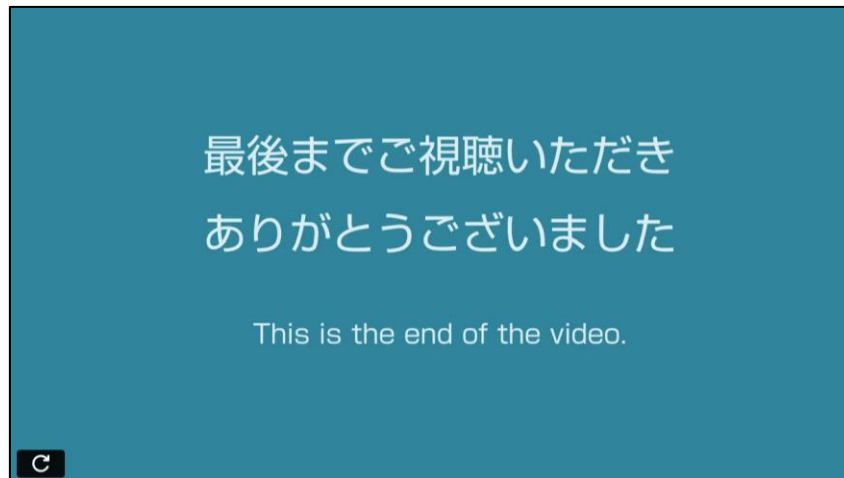 最後までご視聴いただき
ありがとうございました
This is the end of the video.